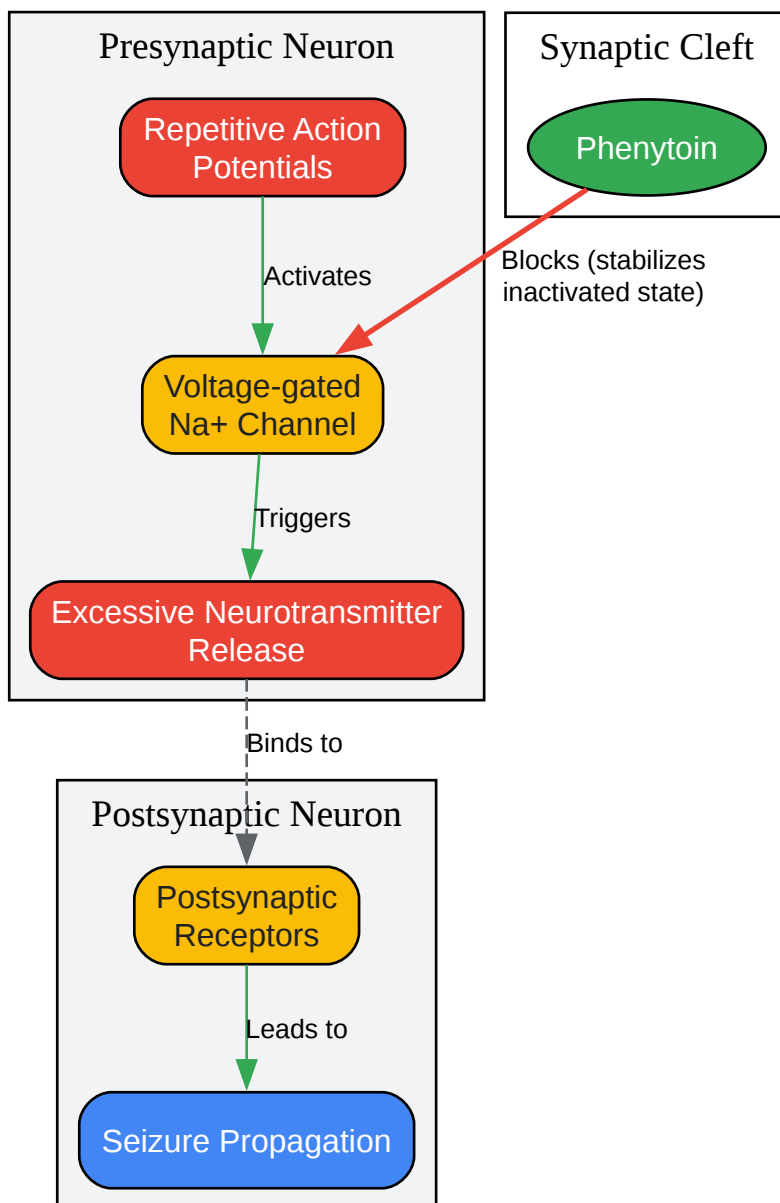 Presynaptic Neuron
Synaptic Cleft
Repetitive Action
Potentials
Phenytoin
Activates
Blocks (stabilizes
inactivated state)
Voltage-gated
Na+ Channel
Triggers
Excessive Neurotransmitter
Release
Binds to
Postsynaptic Neuron
Postsynaptic
Receptors
Leads to
Seizure Propagation